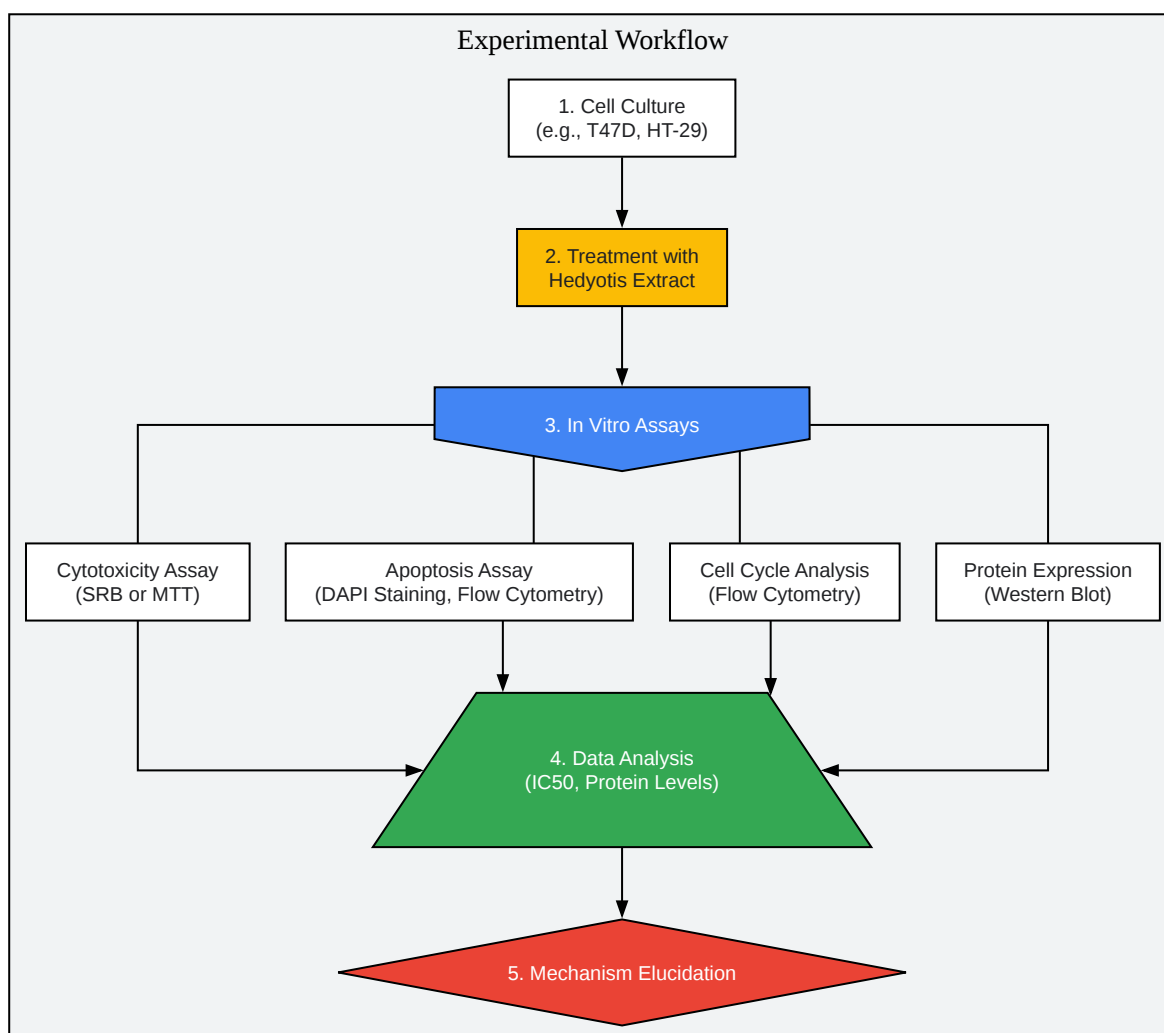 Experimental Workflow
1. Cell Culture
(e.g., T47D, HT-29)
2. Treatment with
Hedyotis Extract
3. In Vitro Assays
Cytotoxicity Assay
(SRB or MTT)
Apoptosis Assay
(DAPI Staining, Flow Cytometry)
Cell Cycle Analysis
(Flow Cytometry)
Protein Expression
(Western Blot)
4. Data Analysis
(IC50, Protein Levels)
5. Mechanism Elucidation